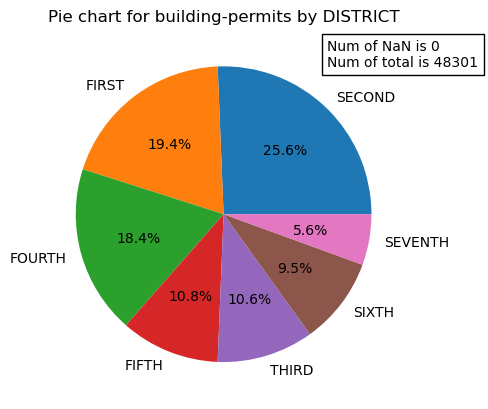 Pie chart for building-permits by DISTRICT
Num of NaN is 0
Num of total is 48301
SECOND
FIRST
19.4%
25.6%
5.6%
18.4%
SEVENTH
FOURTH
9.5%
10.8%
10.6%
SIXTH
FIFTH
THIRD